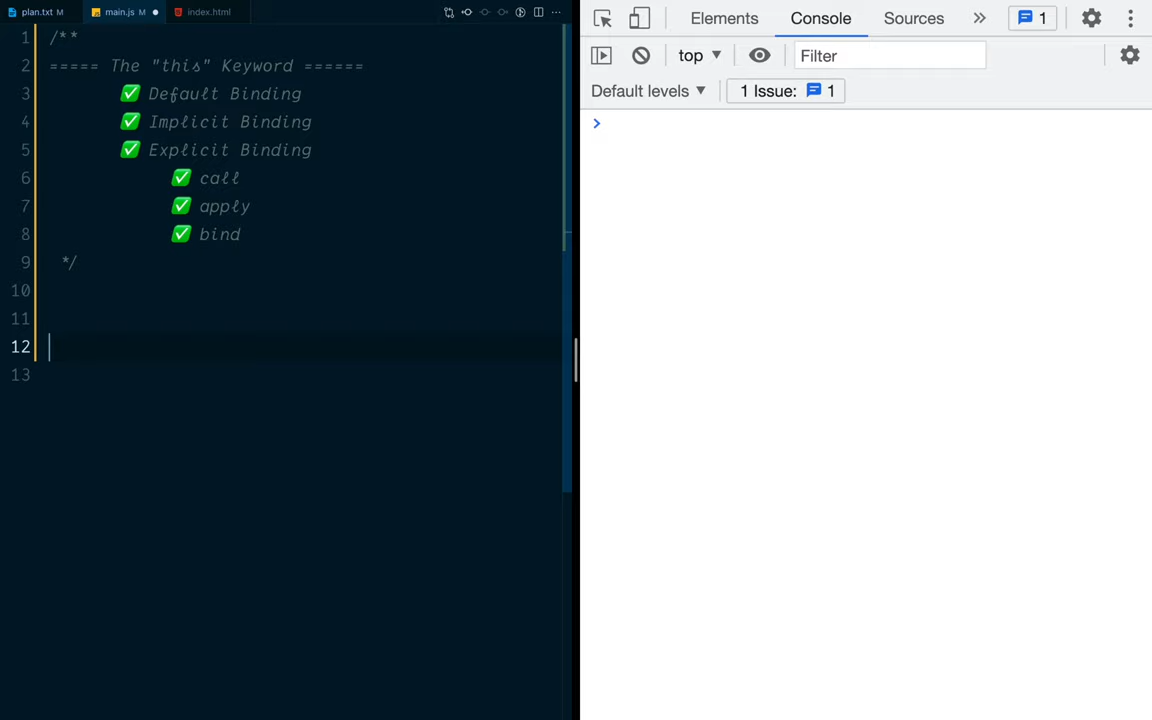 plan.txt M
main.js M
index.html
1 /**
2 ===== The "this" Keyword ======
3 ✅ Default Binding
4 ✅ Implicit Binding
5 ✅ Explicit Binding
6 ✅ call
7 ✅ apply
8 ✅ bind
9 */
10
11
12
13
Elements Console Sources » 1
top ▼ Filter
Default levels ▼ 1 Issue: 1
>